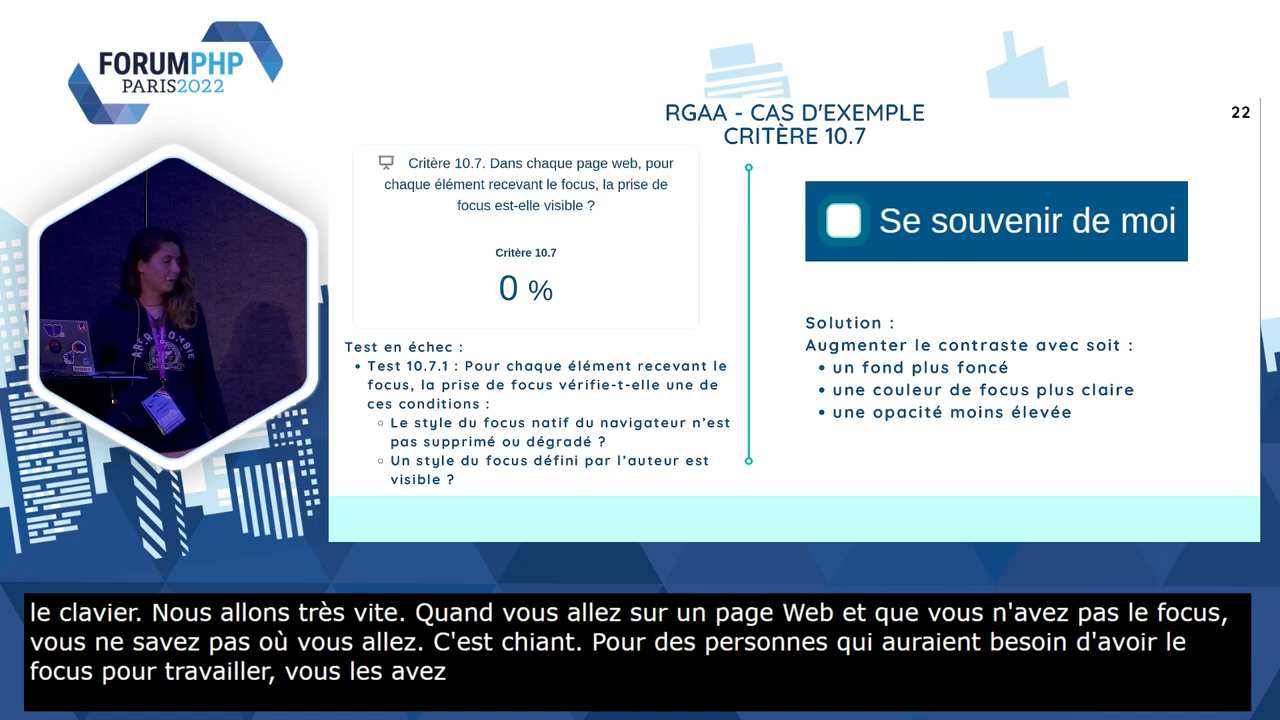 FORUMPHP
PARIS2022
RGAA - CAS D'EXEMPLE
CRITÈRE 10.7
22
Critère 10.7. Dans chaque page web, pour
chaque élément recevant le focus, la prise de
focus est-elle visible ?
Critère 10.7
0 %
Test en échec :
• Test 10.7.1 : Pour chaque élément recevant le
focus, la prise de focus vérifie-t-elle une de
ces conditions :
◦ Le style du focus natif du navigateur n’est
pas supprimé ou dégradé ?
◦ Un style du focus défini par l’auteur est
visible ?
Se souvenir de moi
Solution :
Augmenter le contraste avec soit :
• un fond plus foncé
• une couleur de focus plus claire
• une opacité moins élevée
le clavier. Nous allons très vite. Quand vous allez sur un page Web et que vous n'avez pas le focus,
vous ne savez pas où vous allez. C'est chiant. Pour des personnes qui auraient besoin d'avoir le
focus pour travailler, vous les avez